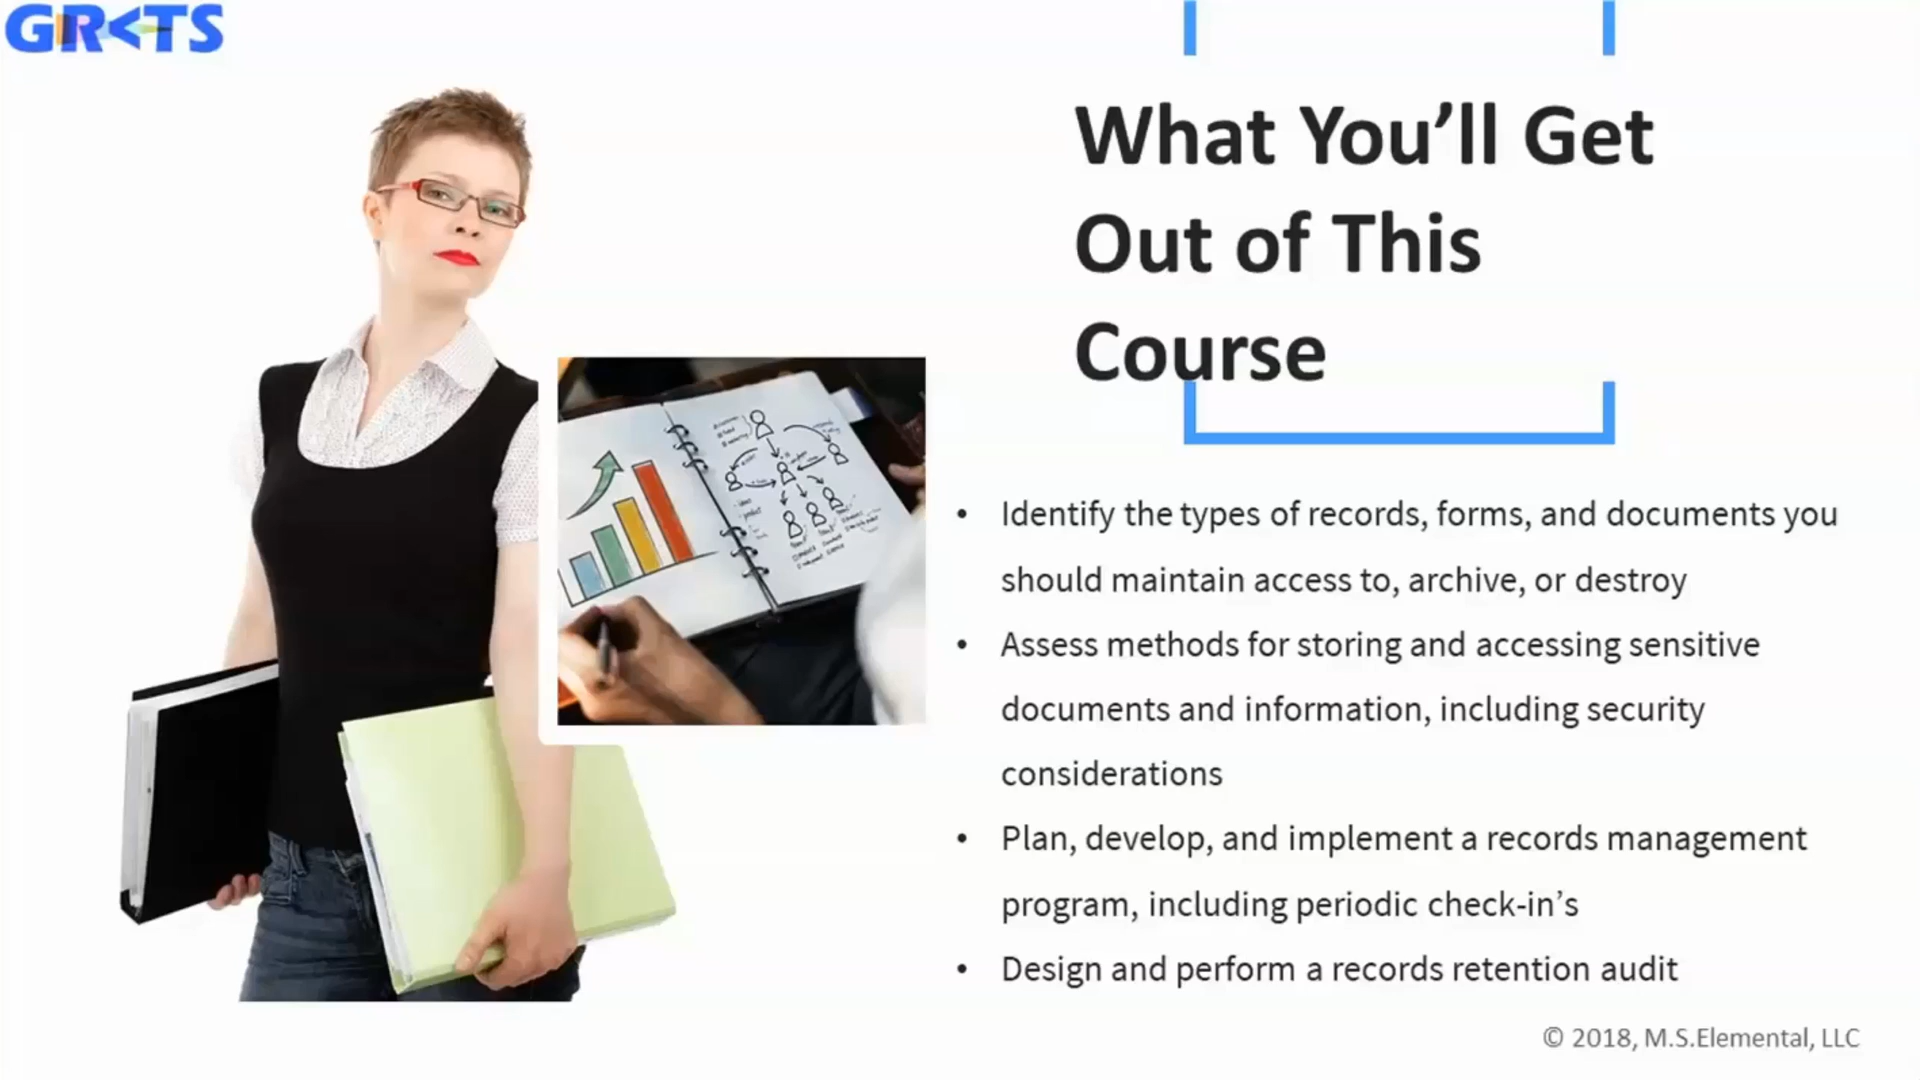 GRCTS
What You’ll Get
Out of This
Course
• Identify the types of records, forms, and documents you
should maintain access to, archive, or destroy
• Assess methods for storing and accessing sensitive
documents and information, including security
considerations
• Plan, develop, and implement a records management
program, including periodic check-in’s
• Design and perform a records retention audit
© 2018, M.S.Elemental, LLC